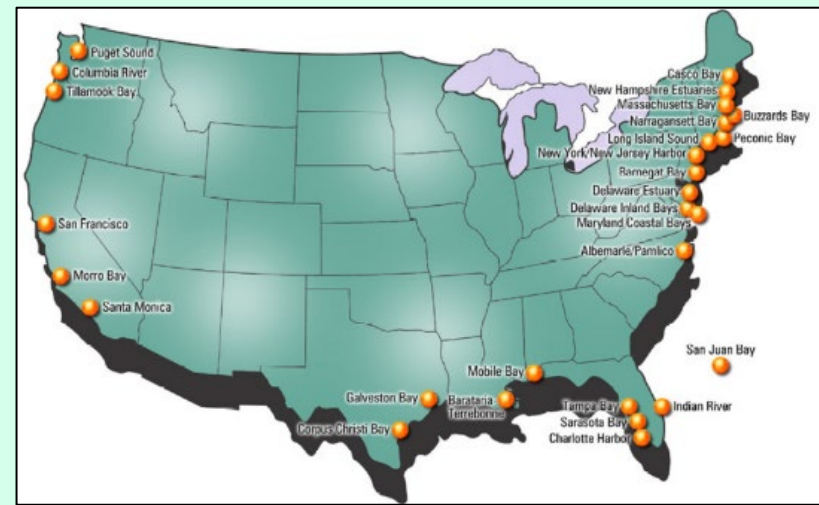 Puget Sound
Columbia River
Tillamook Bay
San Francisco
Morro Bay
Santa Monica
Casco Bay
New Hampshire Estuaries
Massachusetts Bay
Buzzards Bay
Narragansett Bay
Peconic Bay
Long Island Sound
New York/New Jersey Harbor
Barnegat Bay
Delaware Estuary
Delaware Inland Bays
Maryland Coastal Bays
Albemarle/Pamlico
San Juan Bay
Mobile Bay
Galveston Bay
Barataria
Terrebonne
Corpus Christi Bay
Tampa Bay
Indian River
Sarasota Bay
Charlotte Harbor